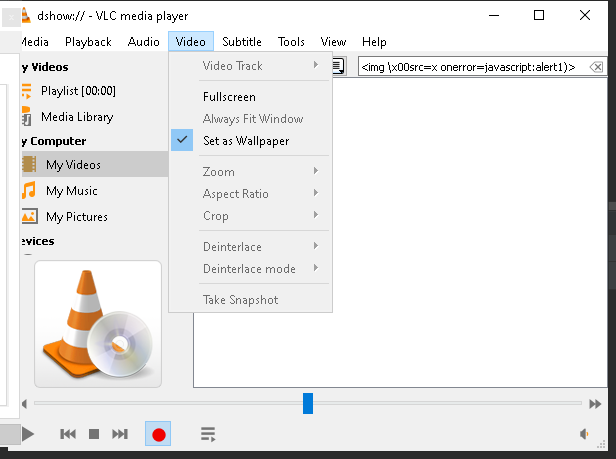 dshow:// - VLC media player
Media Playback Audio Video Subtitle Tools View Help
y Videos
Playlist [00:00]
Media Library
y Computer
My Videos
My Music
My Pictures
evices
Video Track
Fullscreen
Always Fit Window
Set as Wallpaper
Zoom
Aspect Ratio
Crop
Deinterlace
Deinterlace mode
Take Snapshot
<img \x00src=x onerror=javascript:alert1)>